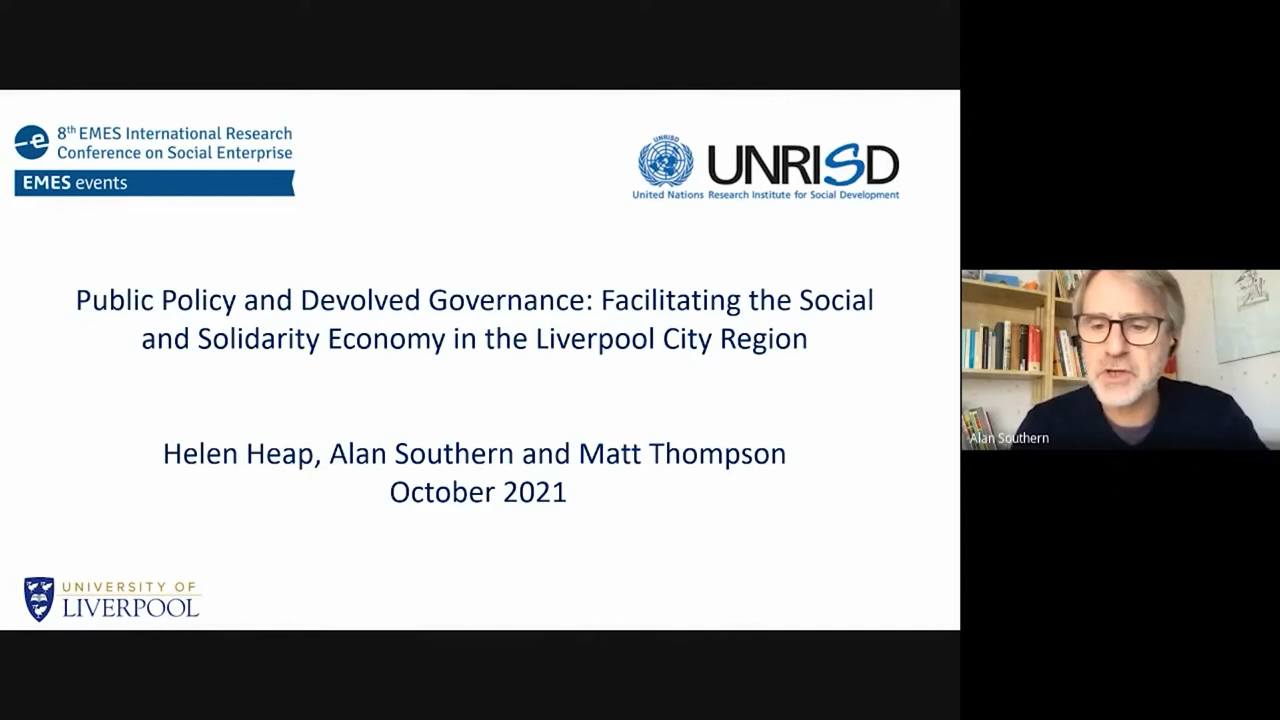 8th EMES International Research
Conference on Social Enterprise
EMES events
UNRISD
UNRISD
United Nations Research Institute for Social Development
Public Policy and Devolved Governance: Facilitating the Social
and Solidarity Economy in the Liverpool City Region
Helen Heap, Alan Southern and Matt Thompson
October 2021
UNIVERSITY OF
LIVERPOOL
Alan Southern